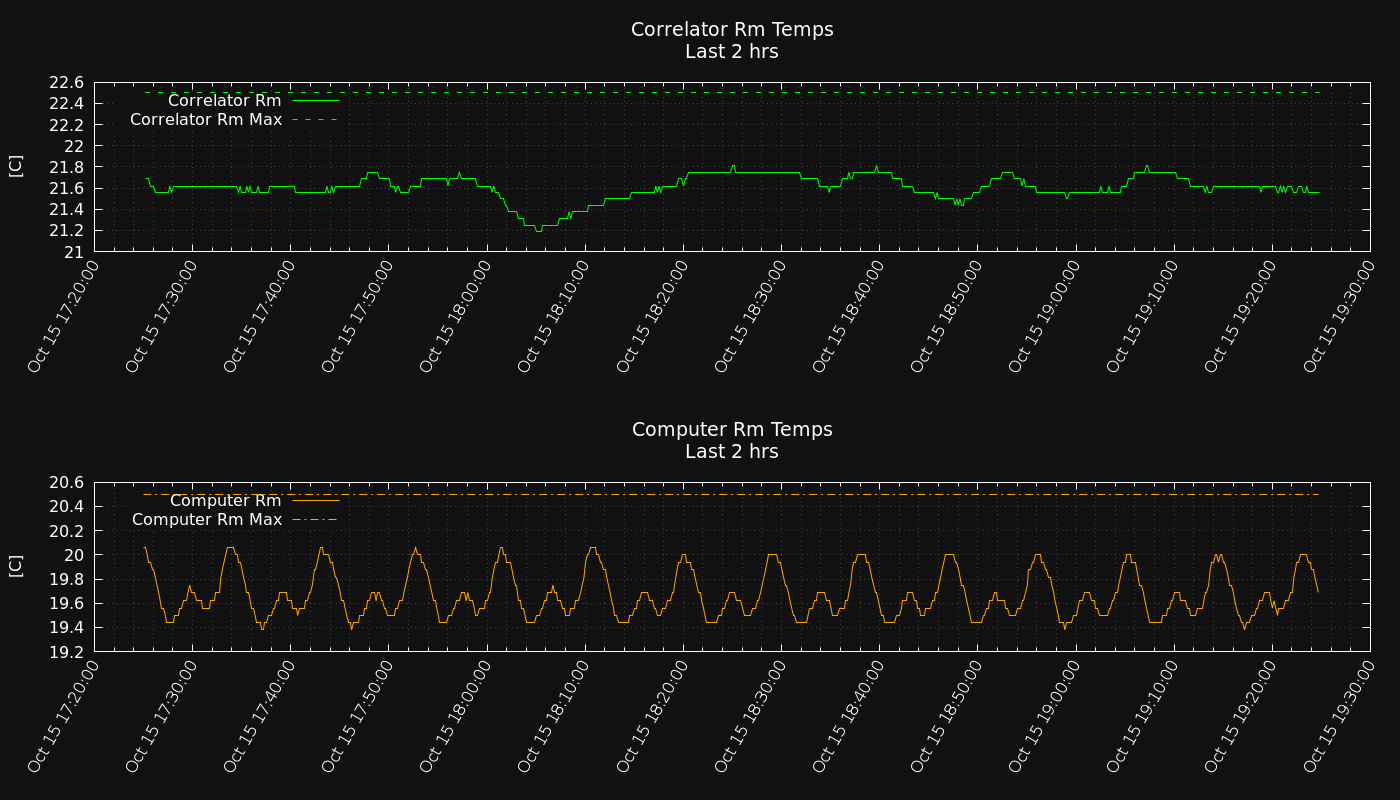 Correlator Rm Temps
Last 2 hrs
22.6
22.4
22.2
22
21.8
21.6
21.4
21.2
21
[C]
Correlator Rm
Correlator Rm Max
Oct 15 17:20:00
Oct 15 17:30:00
Oct 15 17:40:00
Oct 15 17:50:00
Oct 15 18:00:00
Oct 15 18:10:00
Oct 15 18:20:00
Oct 15 18:30:00
Oct 15 18:40:00
Oct 15 18:50:00
Oct 15 19:00:00
Oct 15 19:10:00
Oct 15 19:20:00
Oct 15 19:30:00
Computer Rm Temps
Last 2 hrs
20.6
20.4
20.2
20
19.8
19.6
19.4
19.2
[C]
Computer Rm
Computer Rm Max
Oct 15 17:20:00
Oct 15 17:30:00
Oct 15 17:40:00
Oct 15 17:50:00
Oct 15 18:00:00
Oct 15 18:10:00
Oct 15 18:20:00
Oct 15 18:30:00
Oct 15 18:40:00
Oct 15 18:50:00
Oct 15 19:00:00
Oct 15 19:10:00
Oct 15 19:20:00
Oct 15 19:30:00